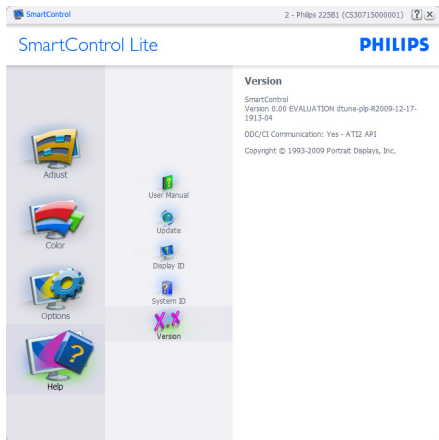 SmartControl
2 - Philips 225B1 (CS30715000001)
SmartControl Lite
PHILIPS
Version
SmartControl
Version 0.00 EVALUATION dtune-plp-R2009-12-17-
1913-04
DDC/CI Communication: Yes - ATI2 API
Copyright © 1993-2009 Portrait Displays, Inc.
Adjust
Color
Options
Help
User Manual
Update
Display ID
System ID
X.X
Version